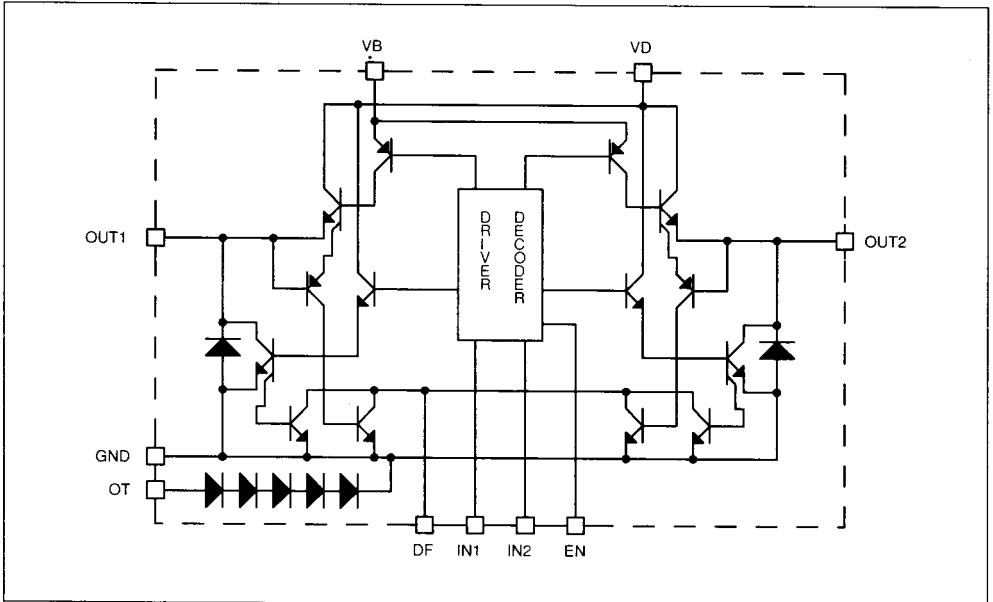 VB
VD
DRIVER
DECODER
OUT1
OUT2
GND
OT
DF
IN1
IN2
EN